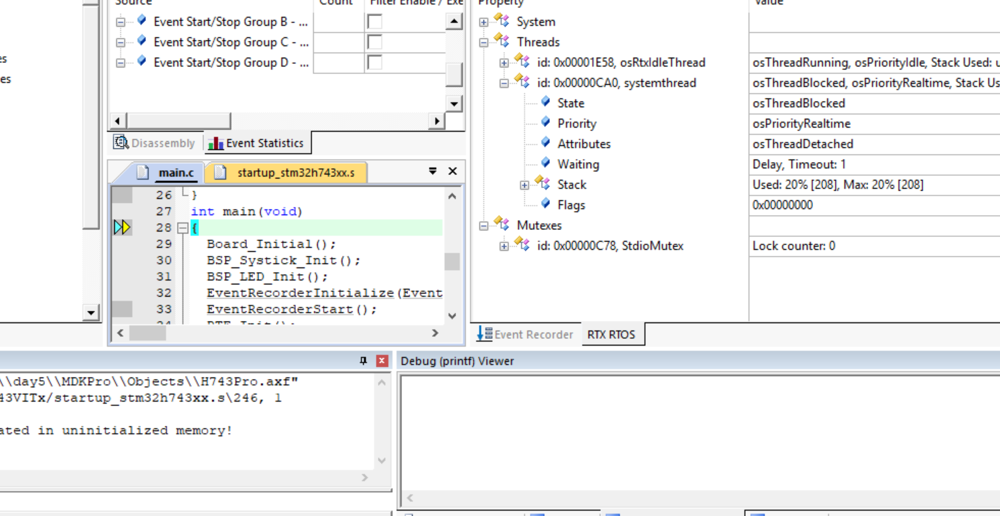 Source Count Filter Enable / Exe
Event Start/Stop Group B - ...
Event Start/Stop Group C - ...
Event Start/Stop Group D - ...
es
es
Disassembly Event Statistics
main.c startup_stm32h743xx.s
26 }
27 int main(void)
28 {
29 Board_Initial();
30 BSP_Systick_Init();
31 BSP_LED_Init();
32 EventRecorderInitialize(Event
33 EventRecorderStart();
34 RTE_Init();
Property Value
System
Threads
id: 0x00001E58, osRtxIdleThread osThreadRunning, osPriorityIdle, Stack Used: u
id: 0x00000CA0, systemthread osThreadBlocked, osPriorityRealtime, Stack Us
State osThreadBlocked
Priority osPriorityRealtime
Attributes osThreadDetached
Waiting Delay, Timeout: 1
Stack Used: 20% [208], Max: 20% [208]
Flags 0x00000000
Mutexes
id: 0x00000C78, StdioMutex Lock counter: 0
Event Recorder RTX RTOS
\\day5\\MDKPro\\Objects\\H743Pro.axf"
43VITx/startup_stm32h743xx.s\246, 1
ated in uninitialized memory!
Debug (printf) Viewer